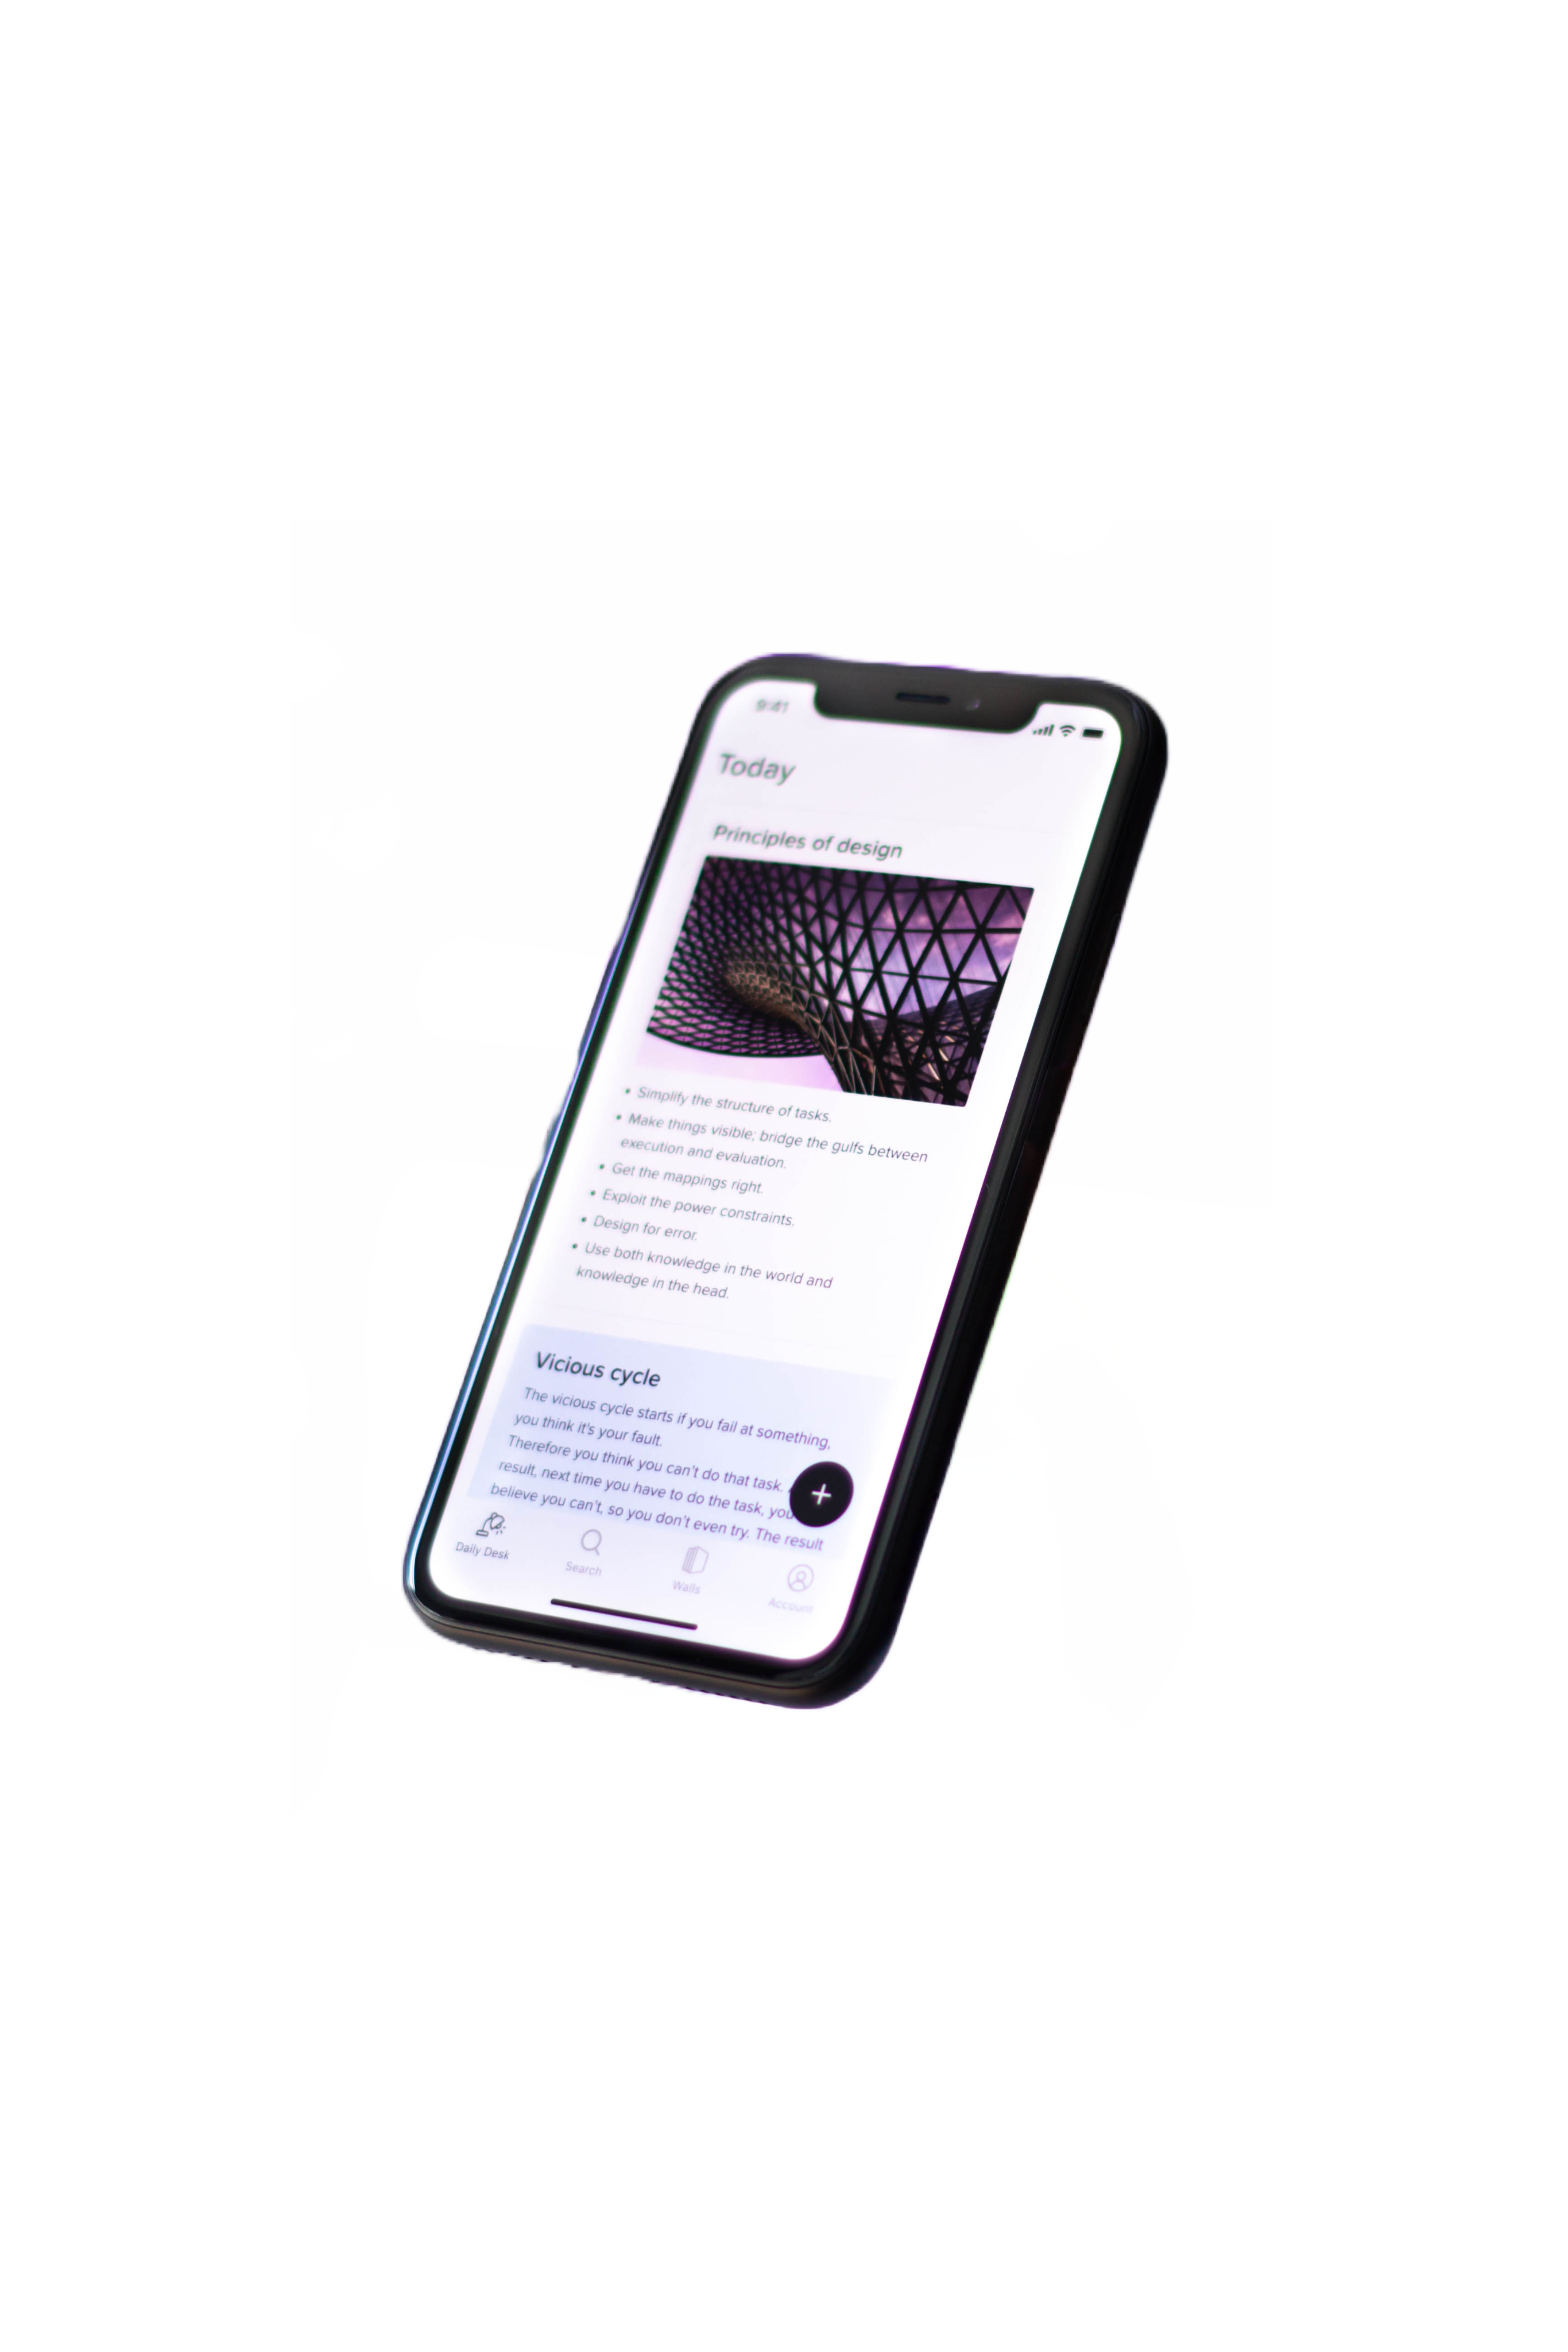 9:41
Today
Principles of design
• Simplify the structure of tasks.
• Make things visible; bridge the gulfs between
execution and evaluation.
• Get the mappings right.
• Exploit the power constraints.
• Design for error.
• Use both knowledge in the world and
knowledge in the head.
Vicious cycle
The vicious cycle starts if you fail at something,
you think it's your fault.
Therefore you think you can't do that task.
result, next time you have to do the task, you
believe you can't, so you don't even try. The result
+
Daily Desk
Search
Walls
Account